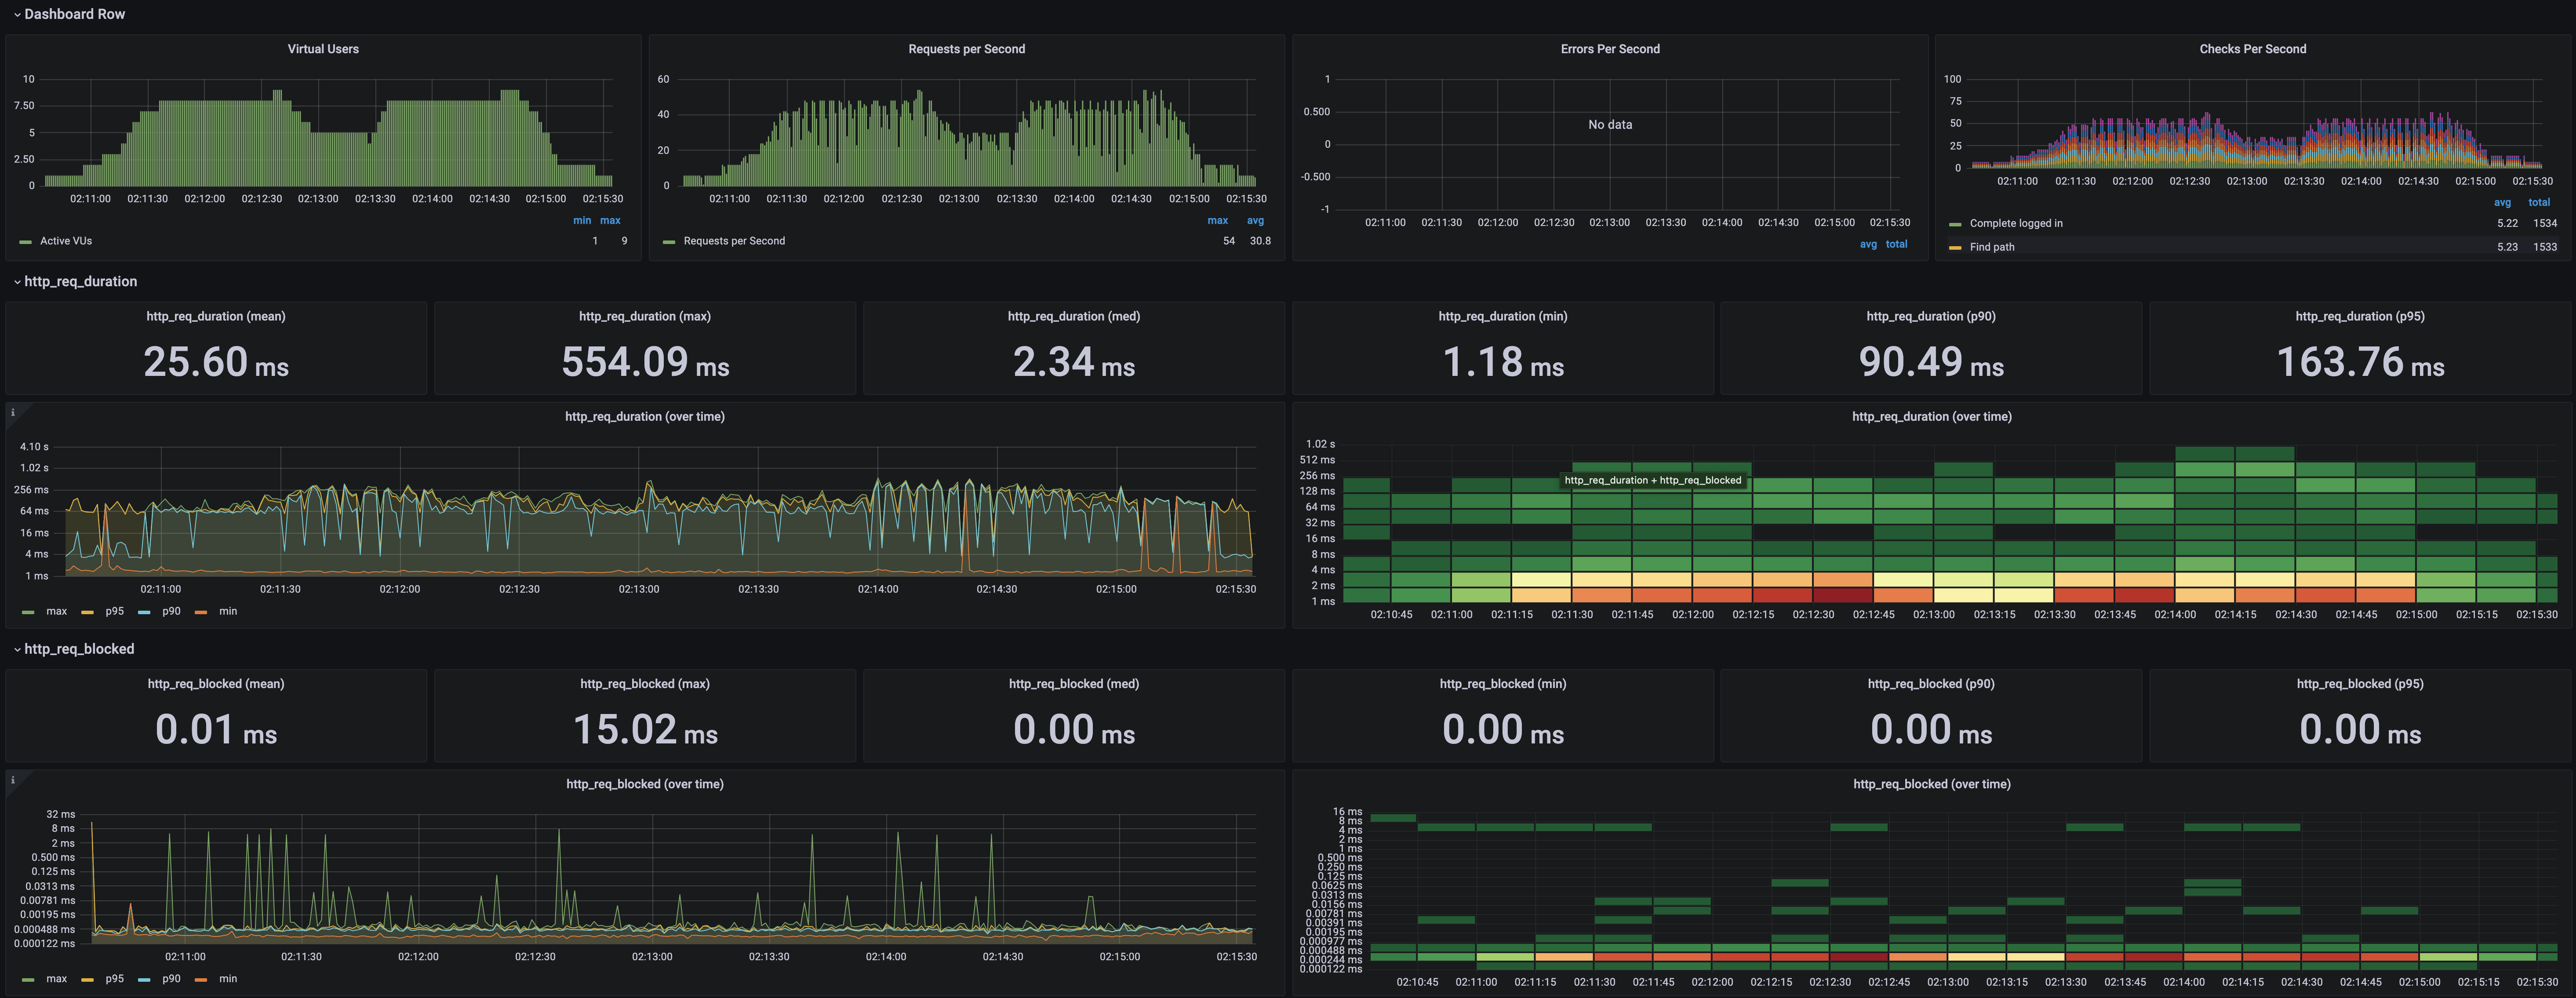 Dashboard Row
Virtual Users
10
7.50
5
2.50
0
02:11:00 02:11:30 02:12:00 02:12:30 02:13:00 02:13:30 02:14:00 02:14:30 02:15:00 02:15:30
min max
Active VUs 1 9
Requests per Second
60
40
20
0
02:11:00 02:11:30 02:12:00 02:12:30 02:13:00 02:13:30 02:14:00 02:14:30 02:15:00 02:15:30
max avg
Requests per Second 54 30.8
Errors Per Second
1
0.500
0
-0.500
-1
No data
02:11:00 02:11:30 02:12:00 02:12:30 02:13:00 02:13:30 02:14:00 02:14:30 02:15:00 02:15:30
avg total
Checks Per Second
100
75
50
25
0
02:11:00 02:11:30 02:12:00 02:12:30 02:13:00 02:13:30 02:14:00 02:14:30 02:15:00 02:15:30
avg total
Complete logged in 5.22 1534
Find path 5.23 1533
http_req_duration
http_req_duration (mean)
25.60 ms
http_req_duration (max)
554.09 ms
http_req_duration (med)
2.34 ms
http_req_duration (min)
1.18 ms
http_req_duration (p90)
90.49 ms
http_req_duration (p95)
163.76 ms
i
http_req_duration (over time)
4.10 s
1.02 s
256 ms
64 ms
16 ms
4 ms
1 ms
02:11:00 02:11:30 02:12:00 02:12:30 02:13:00 02:13:30 02:14:00 02:14:30 02:15:00 02:15:30
max p95 p90 min
http_req_duration (over time)
1.02 s
512 ms
256 ms
128 ms
64 ms
32 ms
16 ms
8 ms
4 ms
2 ms
1 ms
http_req_duration + http_req_blocked
02:10:45 02:11:00 02:11:15 02:11:30 02:11:45 02:12:00 02:12:15 02:12:30 02:12:45 02:13:00 02:13:15 02:13:30 02:13:45 02:14:00 02:14:15 02:14:30 02:14:45 02:15:00 02:15:15 02:15:30
http_req_blocked
http_req_blocked (mean)
0.01 ms
http_req_blocked (max)
15.02 ms
http_req_blocked (med)
0.00 ms
http_req_blocked (min)
0.00 ms
http_req_blocked (p90)
0.00 ms
http_req_blocked (p95)
0.00 ms
i
http_req_blocked (over time)
32 ms
8 ms
2 ms
0.500 ms
0.125 ms
0.0313 ms
0.00781 ms
0.00195 ms
0.000488 ms
0.000122 ms
02:11:00 02:11:30 02:12:00 02:12:30 02:13:00 02:13:30 02:14:00 02:14:30 02:15:00 02:15:30
max p95 p90 min
http_req_blocked (over time)
16 ms
8 ms
4 ms
2 ms
1 ms
0.500 ms
0.250 ms
0.125 ms
0.0625 ms
0.0313 ms
0.0156 ms
0.00781 ms
0.00391 ms
0.00195 ms
0.000977 ms
0.000488 ms
0.000244 ms
0.000122 ms
02:10:45 02:11:00 02:11:15 02:11:30 02:11:45 02:12:00 02:12:15 02:12:30 02:12:45 02:13:00 02:13:15 02:13:30 02:13:45 02:14:00 02:14:15 02:14:30 02:14:45 02:15:00 02:15:15 02:15:30